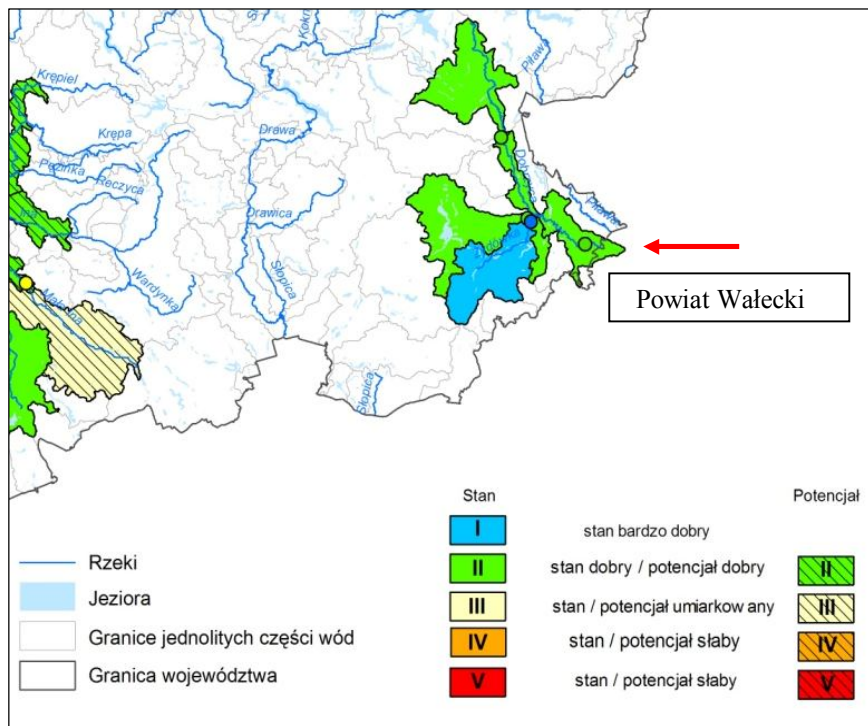 Krępiel
Krępa
Pęzinka
Reczyca
Ina
Wardynka
Drawa
Drawica
Słopica
Piława
Dobrzyca
Piława
Słopica
Powiat Wałecki
Stan
Potencjał
I
stan bardzo dobry
II
stan dobry / potencjał dobry
II
III
stan / potencjał umiarkow any
III
IV
stan / potencjał słaby
IV
V
stan / potencjał słaby
V
Rzeki
Jeziora
Granice jednolitych części wód
Granica województwa